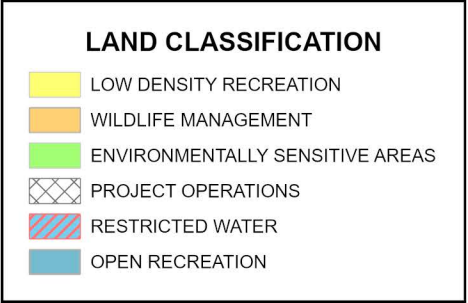 LAND CLASSIFICATION
LOW DENSITY RECREATION
WILDLIFE MANAGEMENT
ENVIRONMENTALLY SENSITIVE AREAS
PROJECT OPERATIONS
RESTRICTED WATER
OPEN RECREATION